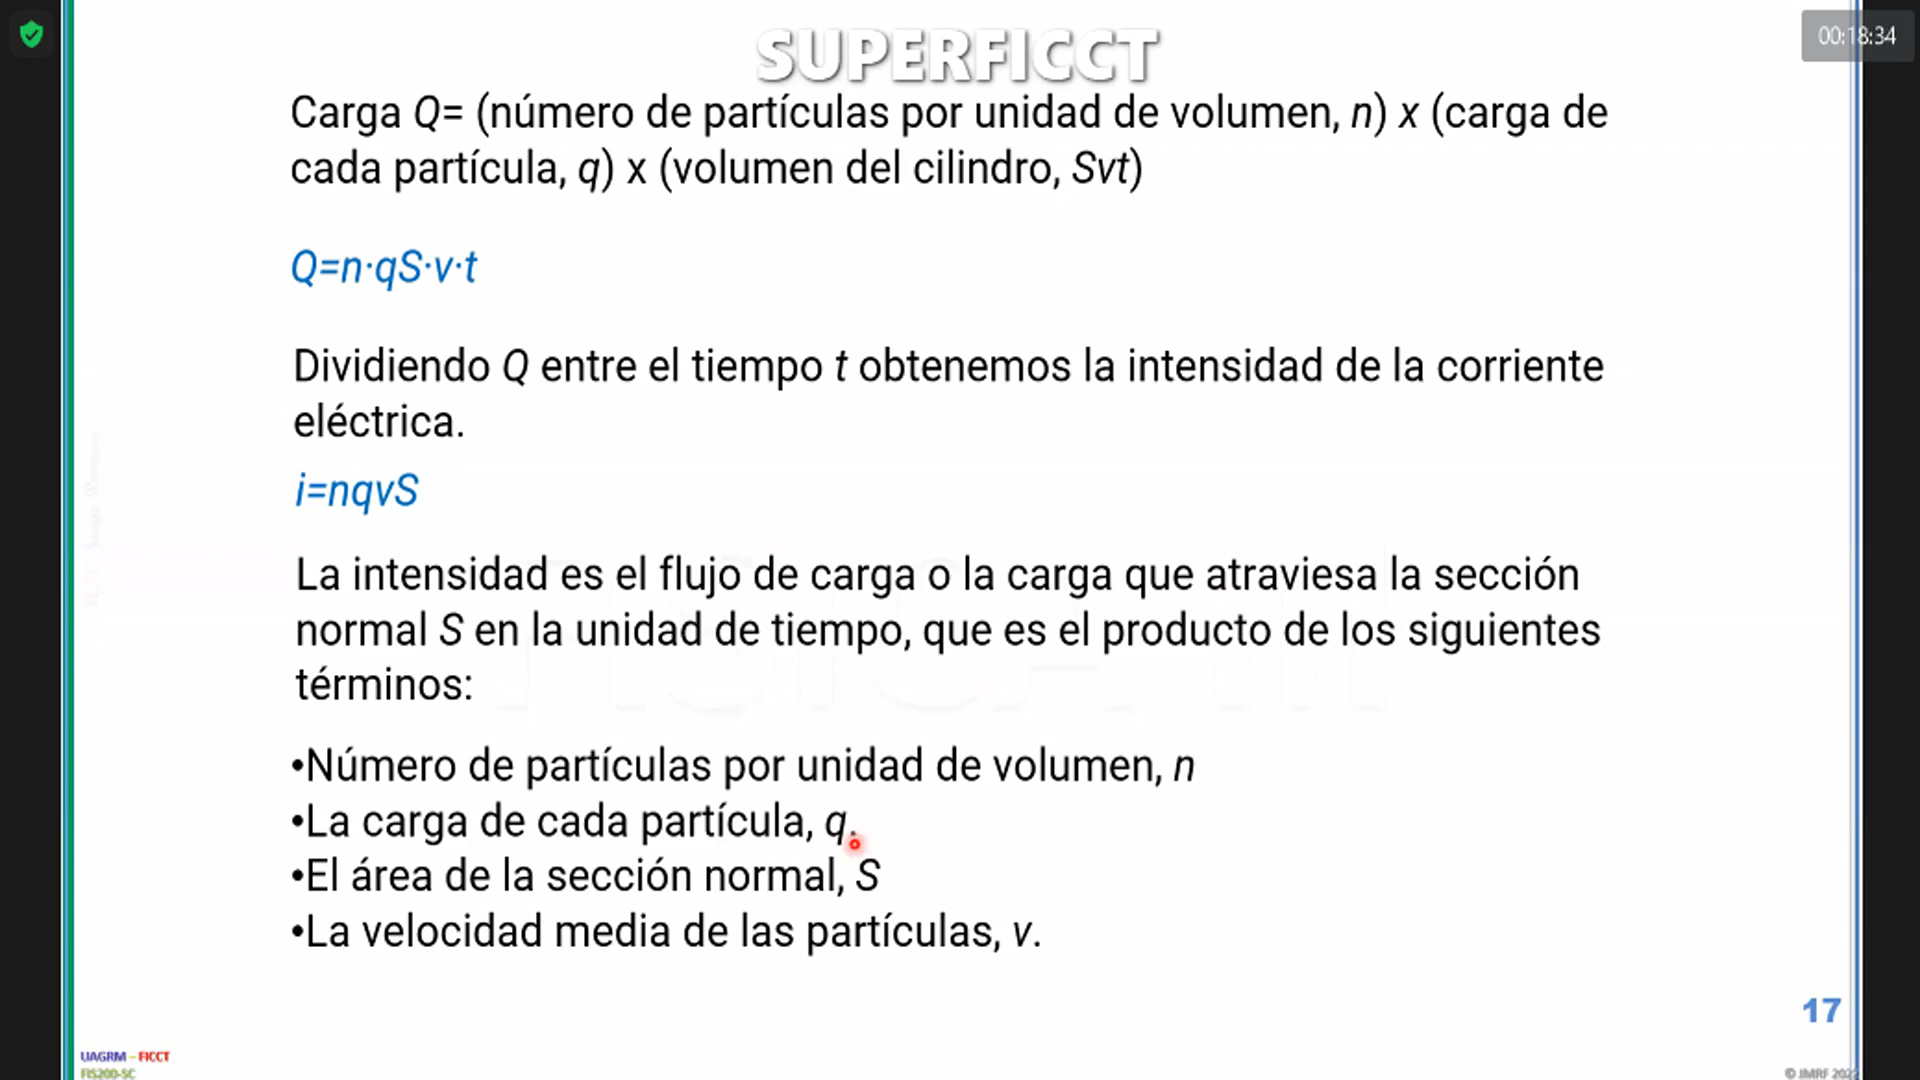 SUPERFICCT
00:18:34
Carga Q= (número de partículas por unidad de volumen, n) x (carga de
cada partícula, q) x (volumen del cilindro, Svt)
Q=n·qS·v·t
Dividiendo Q entre el tiempo t obtenemos la intensidad de la corriente
eléctrica.
i=nqvS
La intensidad es el flujo de carga o la carga que atraviesa la sección
normal S en la unidad de tiempo, que es el producto de los siguientes
términos:
•Número de partículas por unidad de volumen, n
•La carga de cada partícula, q.
•El área de la sección normal, S
•La velocidad media de las partículas, v.
17
UAGRM – FICCT
FIS200-SC
© JMRF 2022